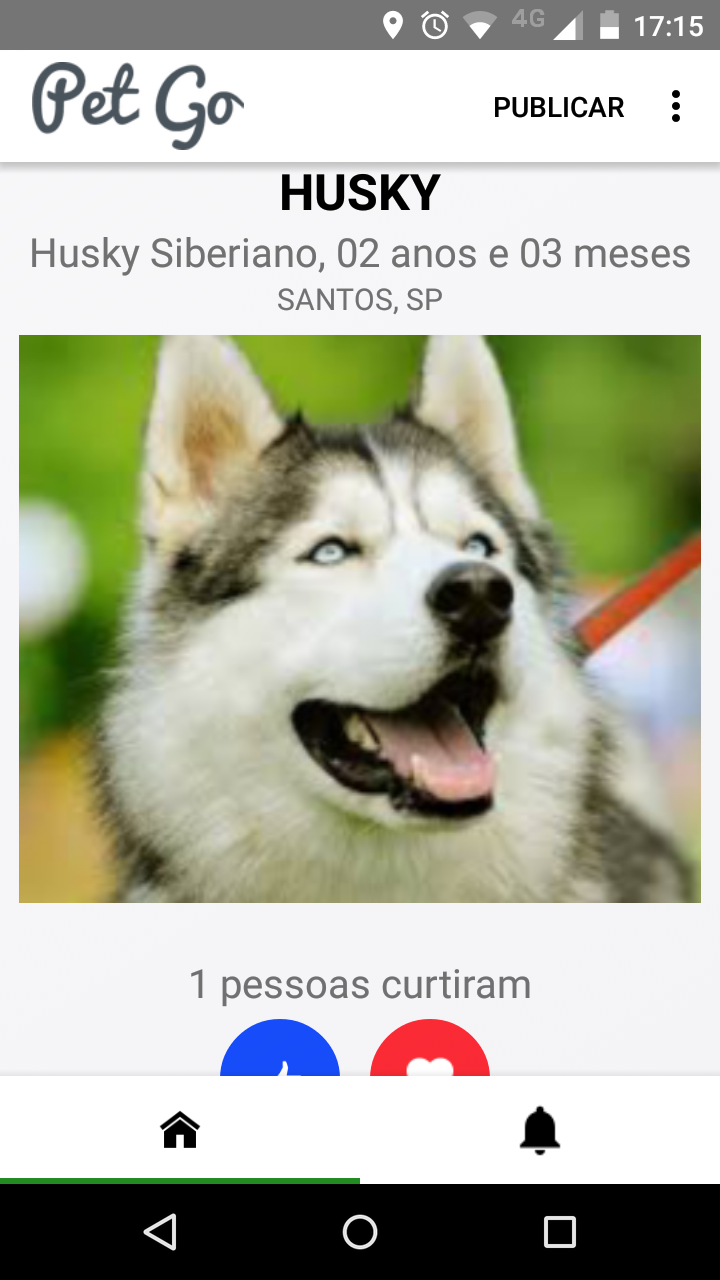 4G 17:15
Pet Go PUBLICAR
HUSKY
Husky Siberiano, 02 anos e 03 meses
SANTOS, SP
1 pessoas curtiram